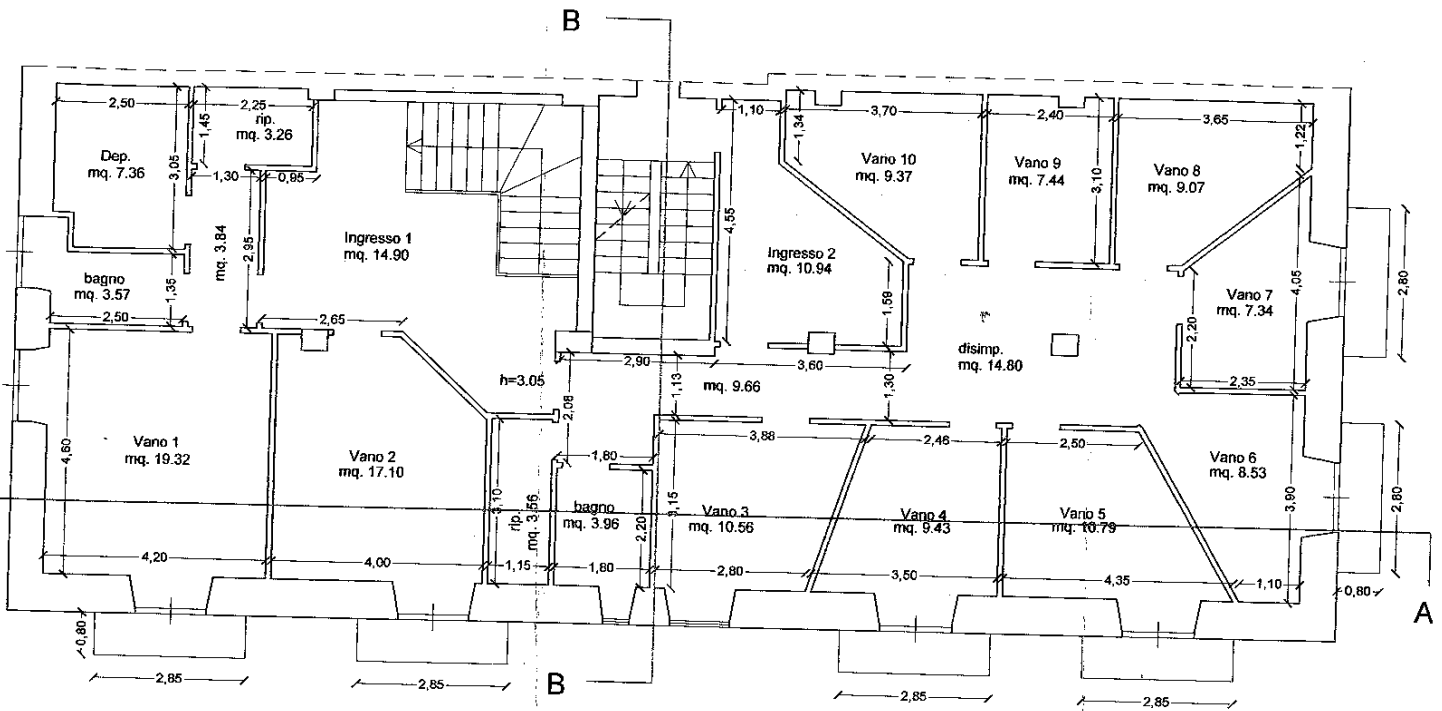 B
2,50
2,25
rip.
mq. 3.26
1,45
Dep.
mq. 7.36
3,05
1,30
0,95
mq. 3.84
2,95
Ingresso 1
mq. 14.90
bagno
mq. 3.57
1,35
2,50
2,65
1,10
1,34
3,70
2,40
3,65
1,22
Vano 10
mq. 9.37
Vano 9
mq. 7.44
3,10
Vano 8
mq. 9.07
4,55
Ingresso 2
mq. 10.94
1,59
4,05
2,80
Vano 7
mq. 7.34
2,20
2,35
disimp.
mq. 14.80
2,90
3,60
1,13
mq. 9.66
1,30
h=3.05
2,08
Vano 1
mq. 19.32
4,60
4,20
Vano 2
mq. 17.10
4,00
3,10
rip.
mq. 3.56
1,15
1,80
bagno
mq. 3.96
2,20
1,80
3,88
2,46
2,50
3,15
Vano 3
mq. 10.56
2,80
Vano 4
mq. 9.43
3,50
Vano 5
mq. 10.79
4,35
Vano 6
mq. 8.53
3,90
2,80
1,10
0,80
A
0,80
2,85
2,85
B
2,85
2,85